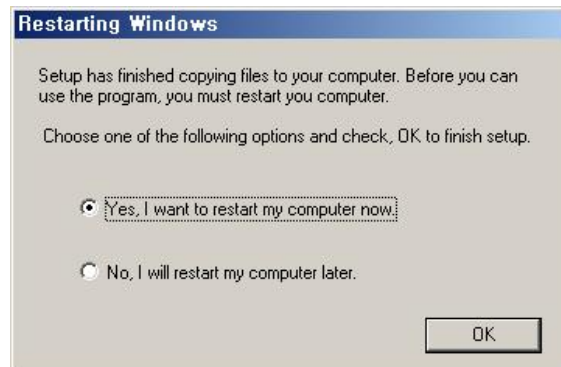 Restarting Windows
Setup has finished copying files to your computer. Before you can
use the program, you must restart you computer.
Choose one of the following options and check, OK to finish setup.
Yes, I want to restart my computer now.
No, I will restart my computer later.
OK